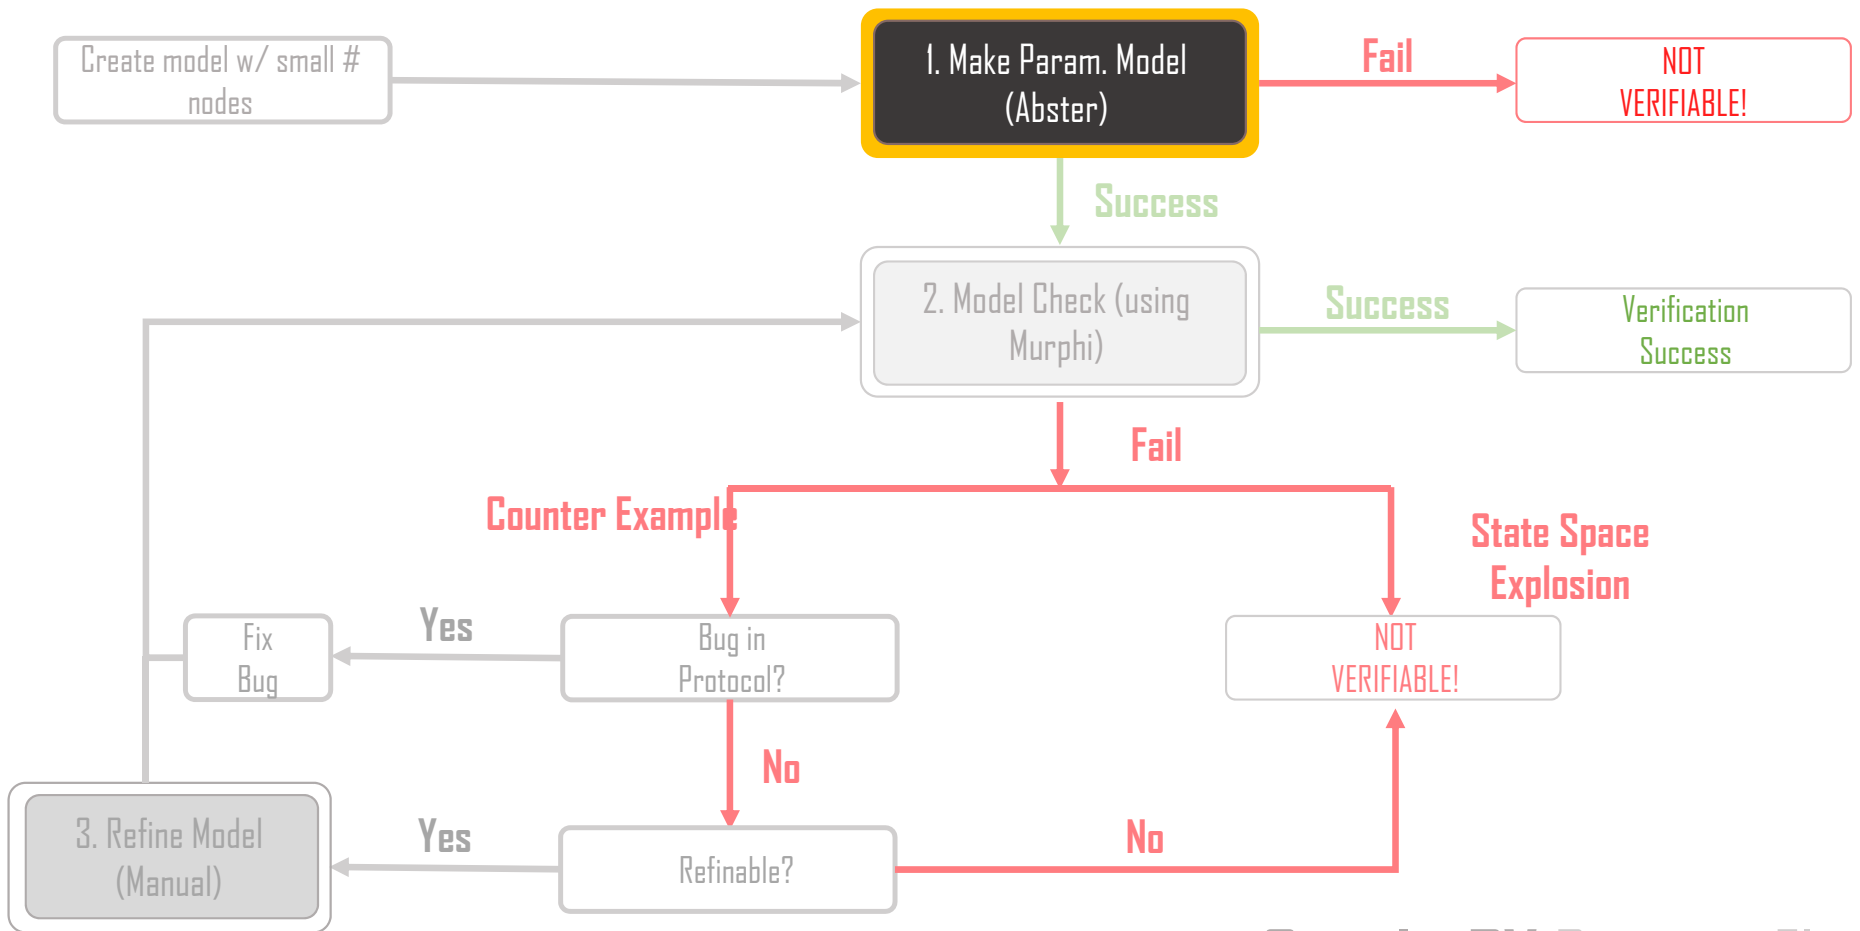 Create model w/ small #
nodes
1. Make Param. Model
(Abster)
Fail
NOT
VERIFIABLE!
Success
2. Model Check (using
Murphi)
Success
Verification
Success
Fail
Counter Example
State Space
Explosion
Fix
Bug
Yes
Bug in
Protocol?
NOT
VERIFIABLE!
No
3. Refine Model
(Manual)
Yes
Refinable?
No